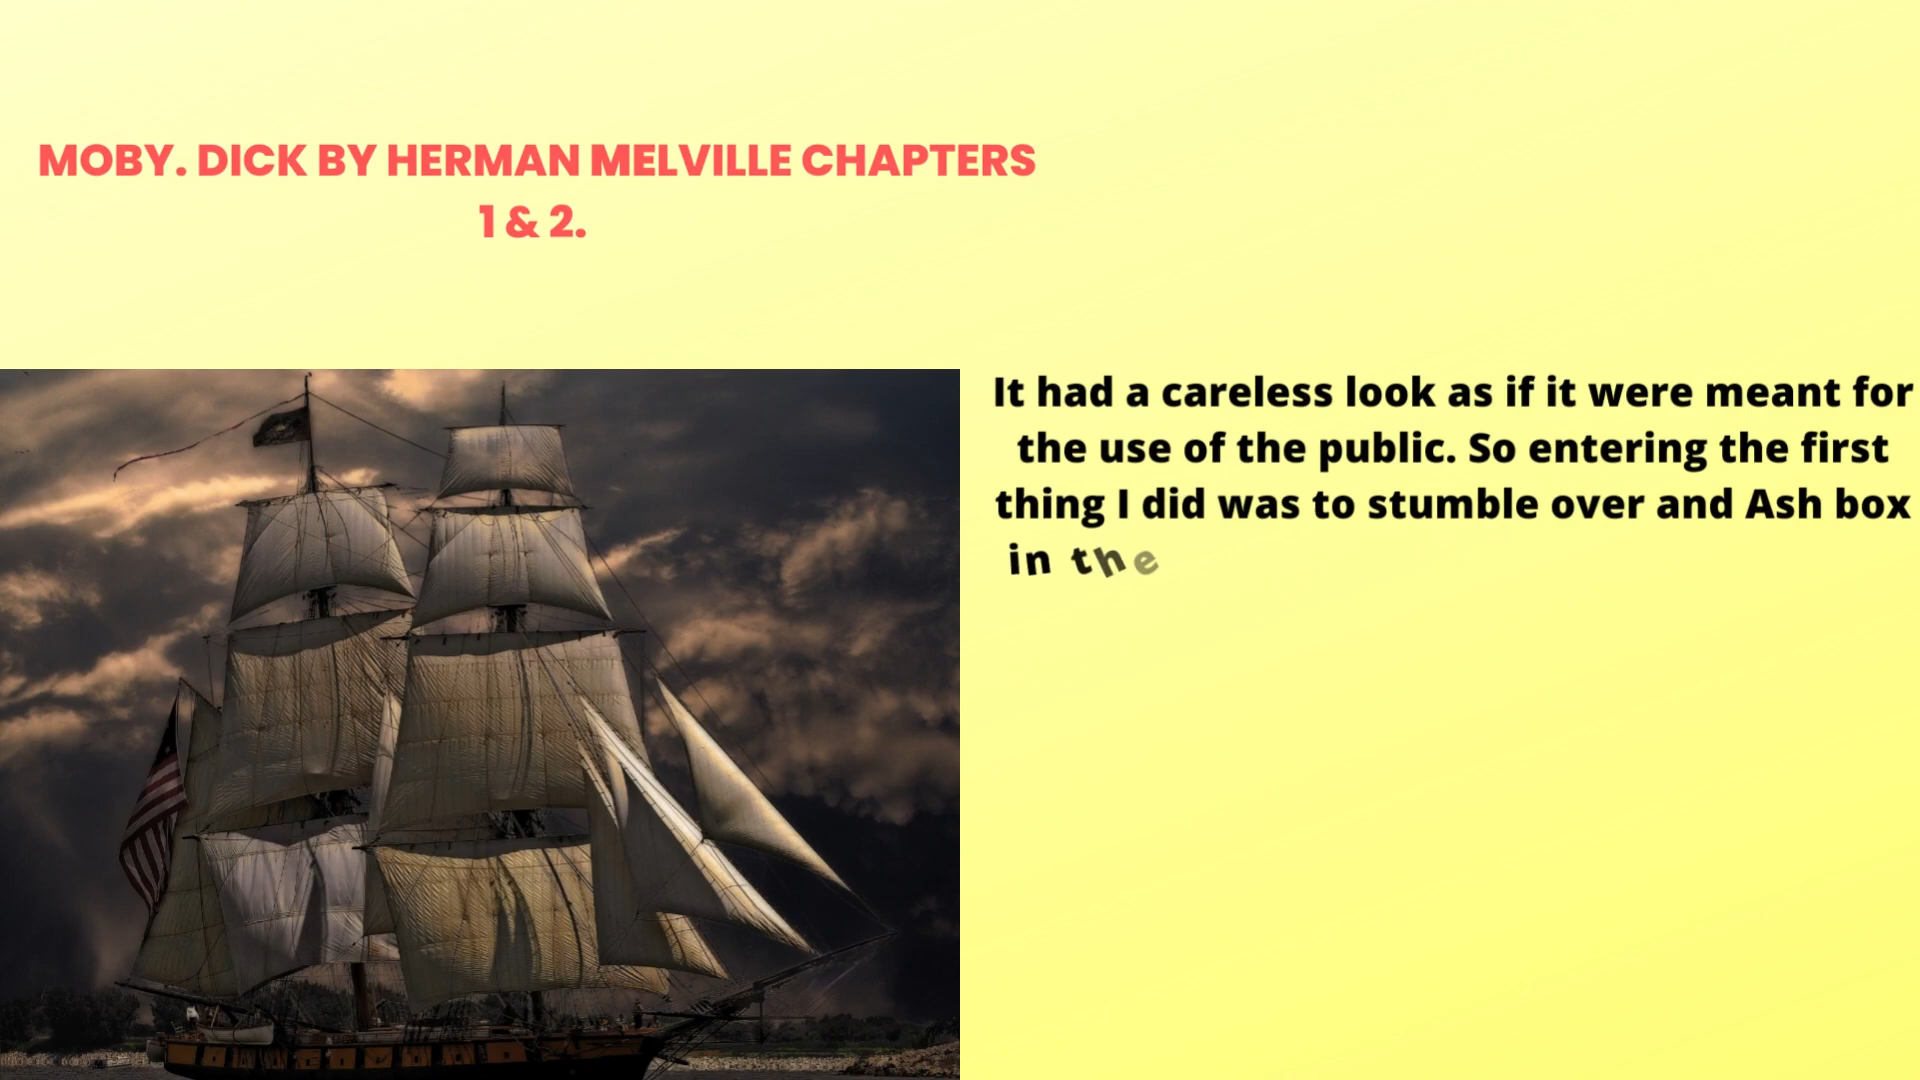 MOBY. DICK BY HERMAN MELVILLE CHAPTERS
1 & 2.
It had a careless look as if it were meant for
the use of the public. So entering the first
thing I did was to stumble over and Ash box
in the